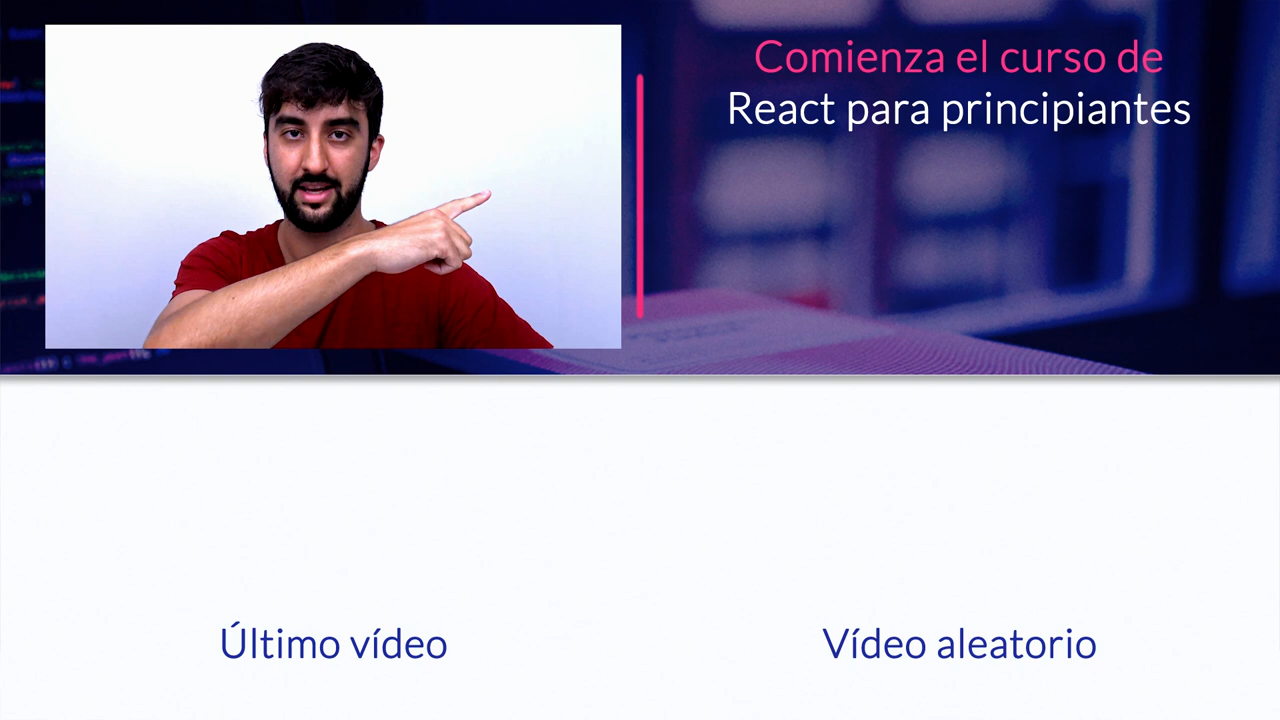 Comienza el curso de
React para principiantes
Último vídeo
Vídeo aleatorio